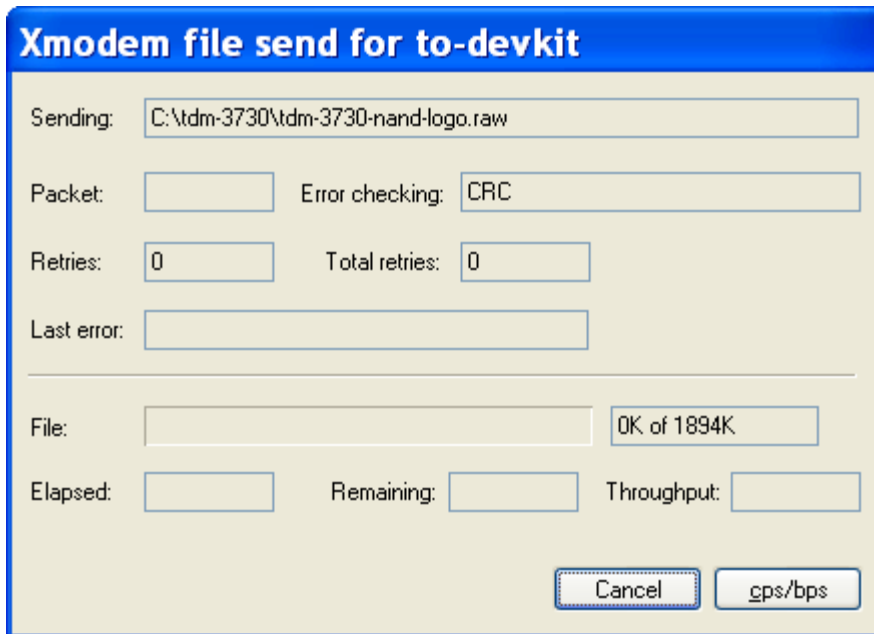 Xmodem file send for to-devkit
Sending: C:\tdm-3730\tdm-3730-nand-logo.raw
Packet: Error checking: CRC
Retries: 0 Total retries: 0
Last error:
File: 0K of 1894K
Elapsed: Remaining: Throughput:
Cancel cps/bps